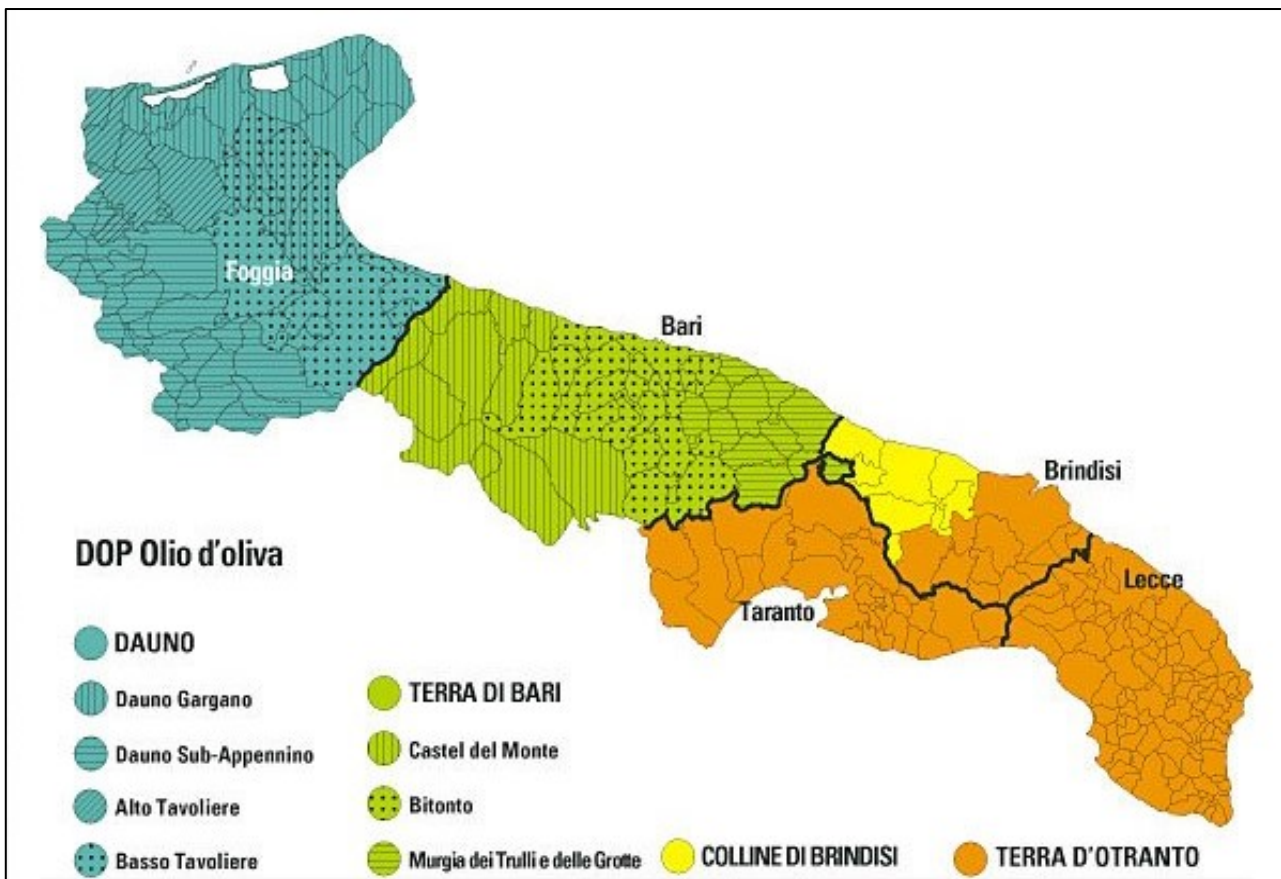 Foggia
Bari
Brindisi
Lecce
Taranto
DOP Olio d'oliva
DAUNO
Dauno Gargano
Dauno Sub-Appennino
Alto Tavoliere
Basso Tavoliere
TERRA DI BARI
Castel del Monte
Bitonto
Murgia dei Trulli e delle Grotte
COLLINE DI BRINDISI
TERRA D'OTRANTO